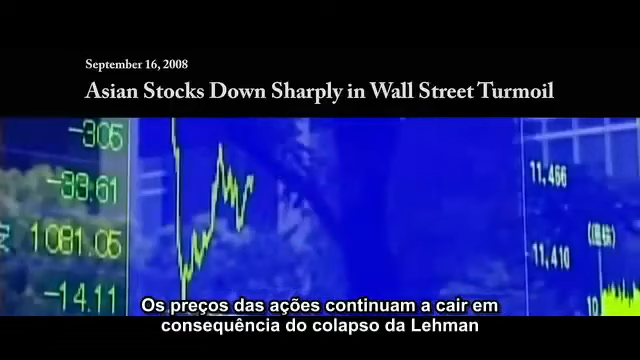 September 16, 2008
Asian Stocks Down Sharply in Wall Street Turmoil
-305
-33.61
1081.05
-14.11
11,466
11,410
10
Os preços das ações continuam a cair em
consequência do colapso da Lehman